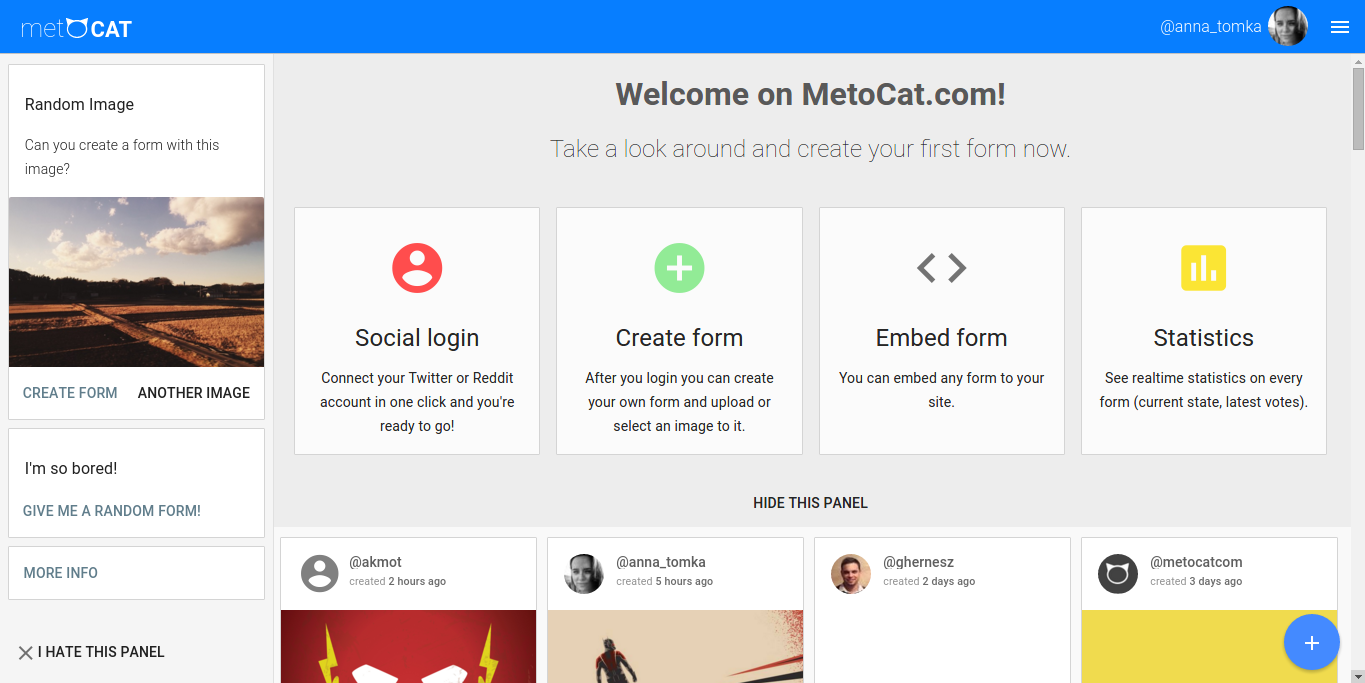 metCAT
@anna_tomka
Random Image
Can you create a form with this
image?
CREATE FORM
ANOTHER IMAGE
I'm so bored!
GIVE ME A RANDOM FORM!
MORE INFO
I HATE THIS PANEL
Welcome on MetoCat.com!
Take a look around and create your first form now.
Social login
Connect your Twitter or Reddit
account in one click and you're
ready to go!
Create form
After you login you can create
your own form and upload or
select an image to it.
Embed form
You can embed any form to your
site.
Statistics
See realtime statistics on every
form (current state, latest votes).
HIDE THIS PANEL
@akmot
created 2 hours ago
@anna_tomka
created 5 hours ago
@ghernesz
created 2 days ago
@metocatcom
created 3 days ago